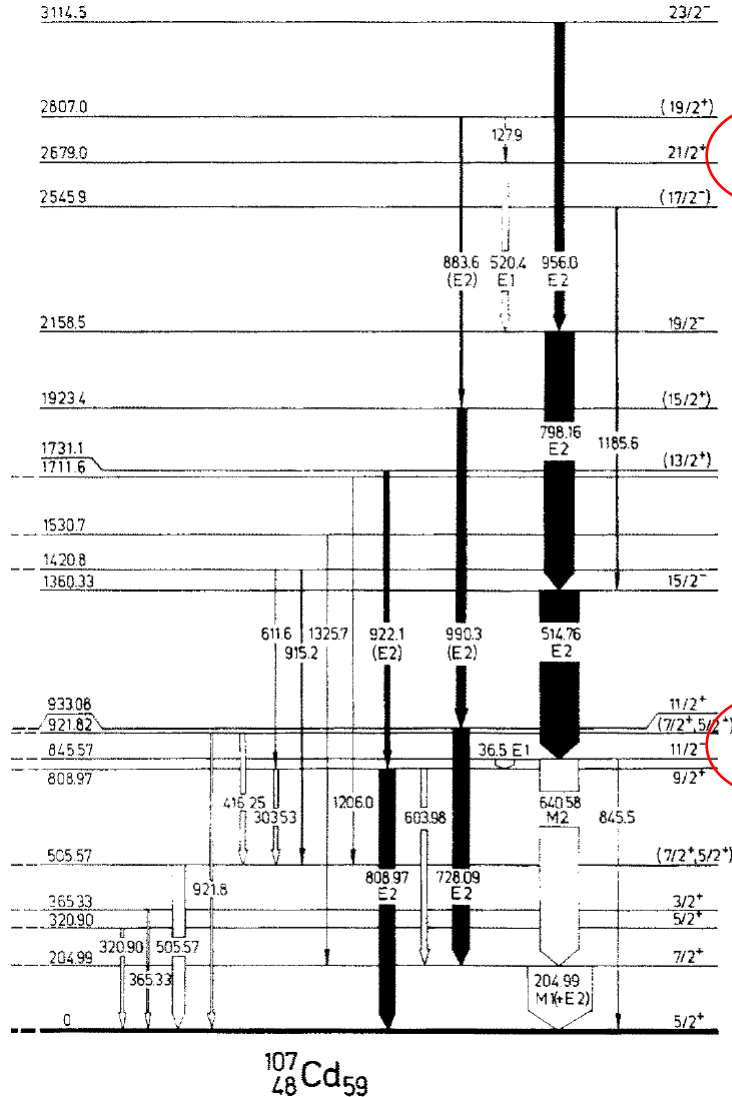 3114.5 23/2⁻
2807.0 (19/2⁺)
127.9
2679.0 21/2⁺
2545.9 (17/2⁻)
883.6 520.4 956.0
(E2) E1 E2
2158.5 19/2⁻
1923.4 (15/2⁺)
798.16 1185.6
E2
1731.1 (13/2⁺)
1711.6
1530.7
1420.8
1360.33 15/2⁻
611.6 1325.7 922.1 990.3 514.76
915.2 (E2) (E2) E2
933.08 11/2⁺
921.82 (7/2⁺,5/2⁺)
845.57 36.5 E1 11/2⁻
808.97 9/2⁺
416.25 303.53 1206.0 603.98 640.58 845.5
M2
505.57 (7/2⁺,5/2⁺)
921.8 808.97 728.09
E2 E2
365.33 3/2⁺
320.90 5/2⁺
320.90 505.57
204.99 7/2⁺
365.33 204.99
M1(+E2)
0 5/2⁺
¹⁰⁷₄₈Cd₅₉